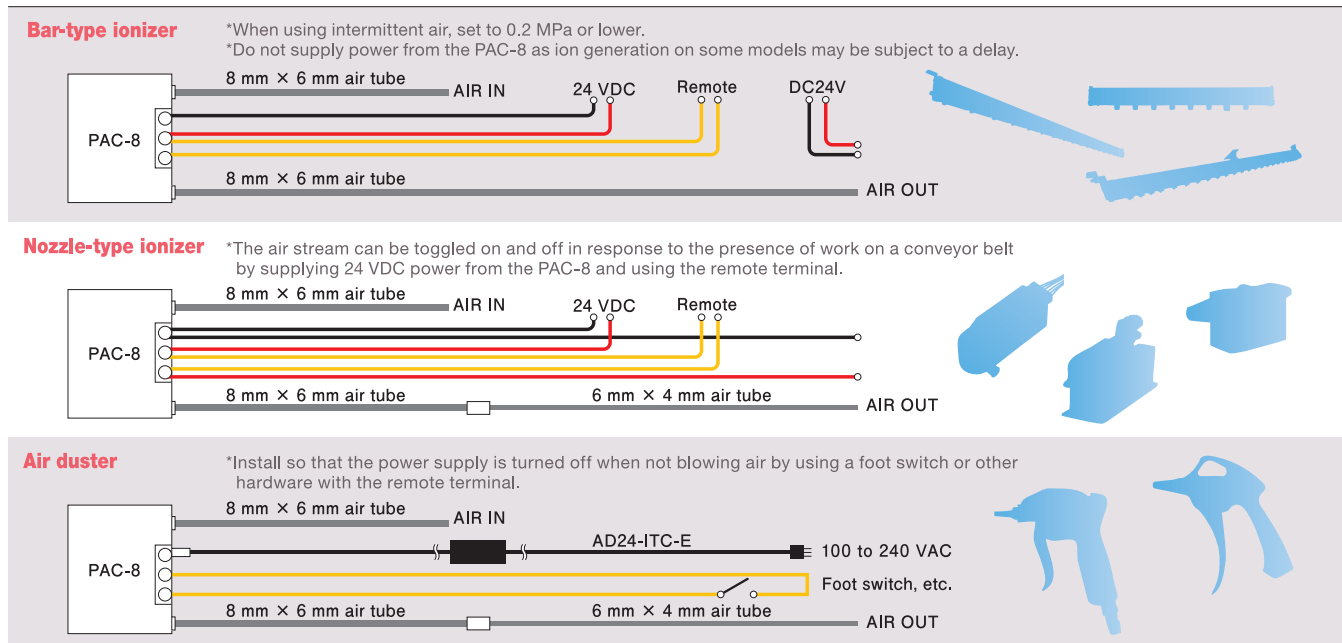 Bar-type ionizer
*When using intermittent air, set to 0.2 MPa or lower.
*Do not supply power from the PAC-8 as ion generation on some models may be subject to a delay.
8 mm × 6 mm air tube
AIR IN
24 VDC
Remote
DC24V
PAC-8
8 mm × 6 mm air tube
AIR OUT
Nozzle-type ionizer
*The air stream can be toggled on and off in response to the presence of work on a conveyor belt
by supplying 24 VDC power from the PAC-8 and using the remote terminal.
8 mm × 6 mm air tube
AIR IN
24 VDC
Remote
PAC-8
8 mm × 6 mm air tube
6 mm × 4 mm air tube
AIR OUT
Air duster
*Install so that the power supply is turned off when not blowing air by using a foot switch or other
hardware with the remote terminal.
8 mm × 6 mm air tube
AIR IN
AD24-ITC-E
100 to 240 VAC
PAC-8
Foot switch, etc.
8 mm × 6 mm air tube
6 mm × 4 mm air tube
AIR OUT